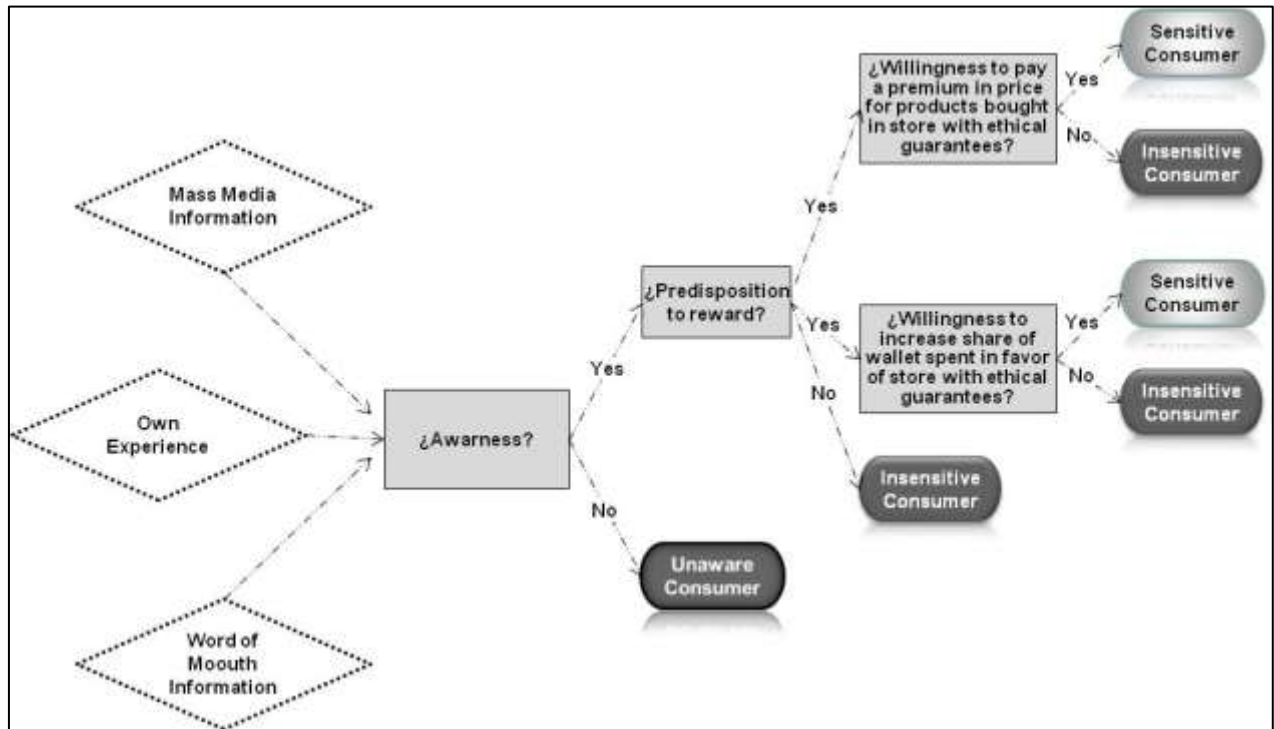 Mass Media
Information
Own
Experience
Word of
Moouth
Information
¿Awarness?
Yes
No
Unaware
Consumer
¿Predisposition
to reward?
Yes
Yes
No
Insensitive
Consumer
¿Willingness to pay
a premium in price
for products bought
in store with ethical
guarantees?
Yes
No
Sensitive
Consumer
Insensitive
Consumer
¿Willingness to
increase share of
wallet spent in favor
of store with ethical
guarantees?
Yes
No
Sensitive
Consumer
Insensitive
Consumer